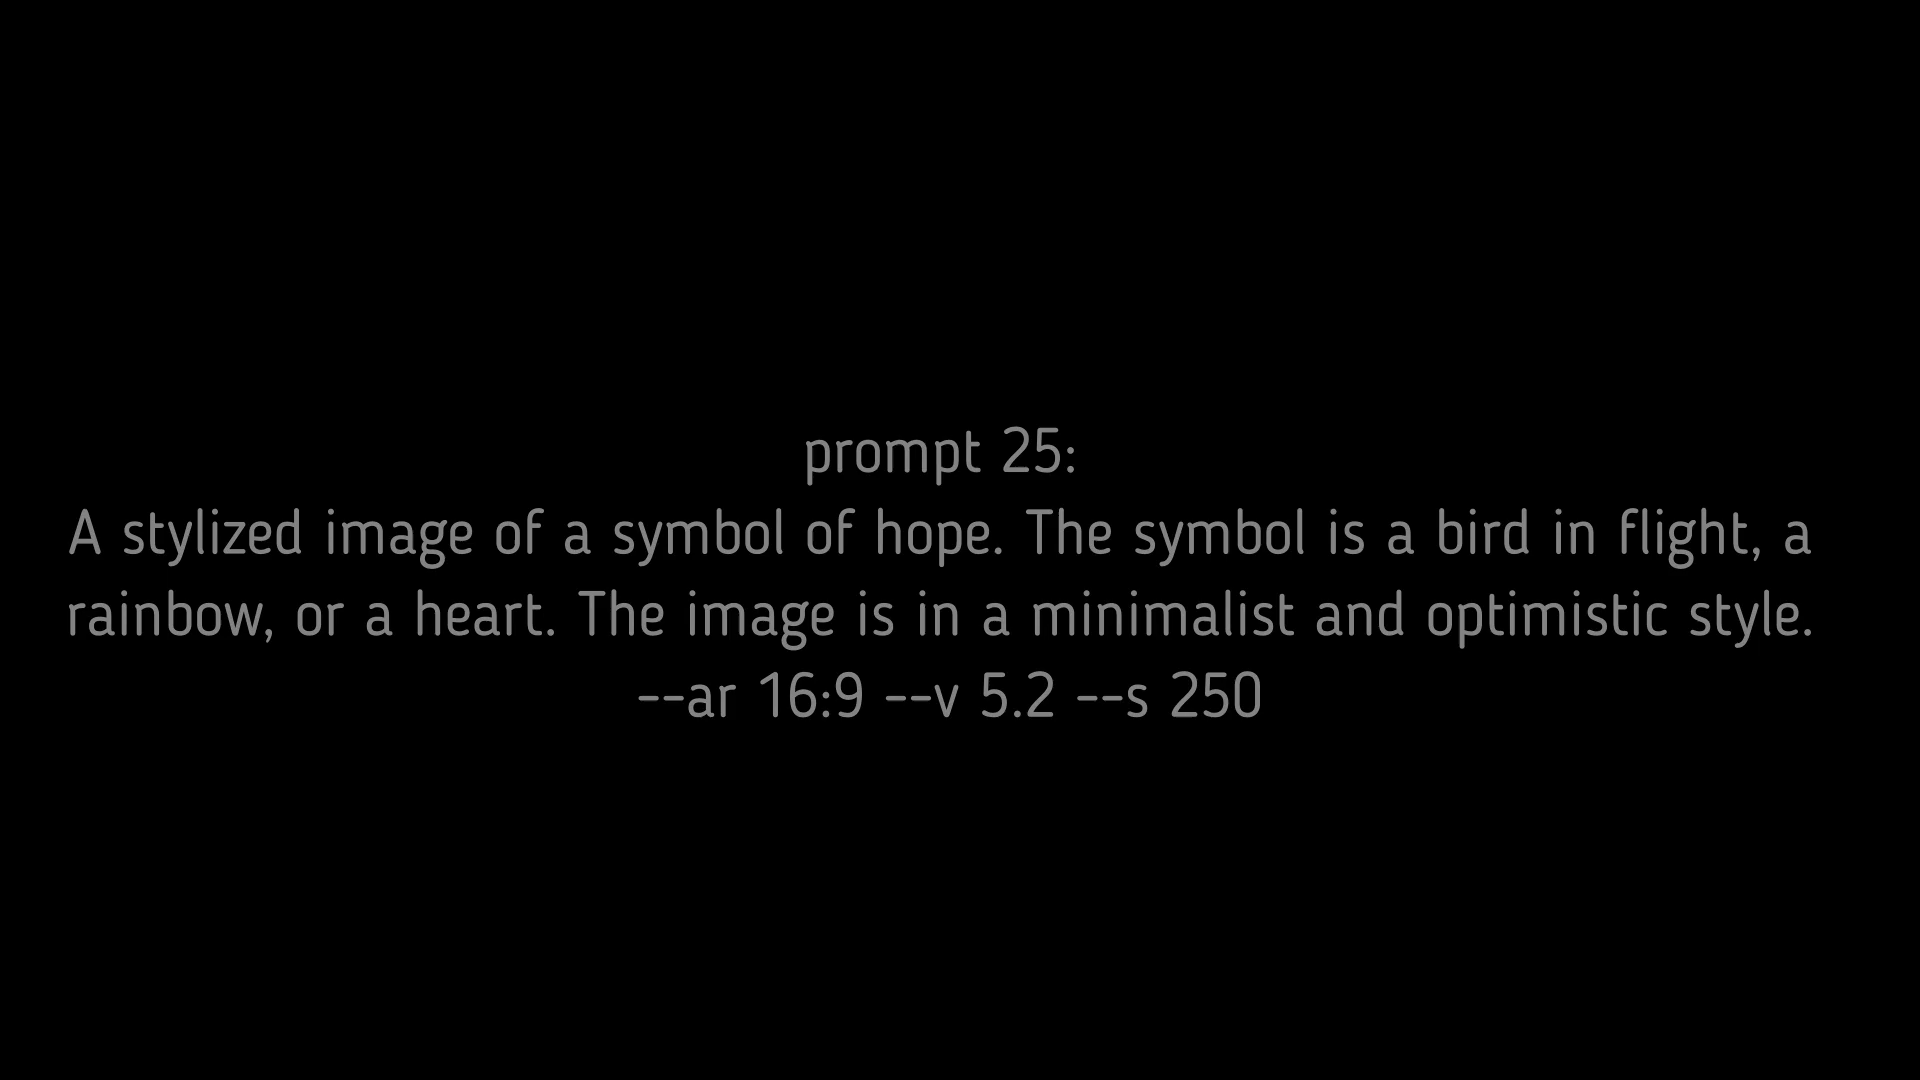 prompt 25:
A stylized image of a symbol of hope. The symbol is a bird in flight, a
rainbow, or a heart. The image is in a minimalist and optimistic style.
--ar 16:9 --v 5.2 --s 250